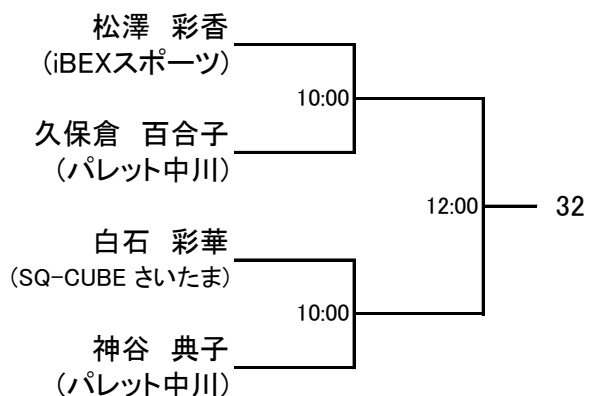 松澤　彩香
(iBEXスポーツ)
10:00
久保倉　百合子
(パレット中川)
12:00
32
白石　彩華
(SQ-CUBE さいたま)
10:00
神谷　典子
(パレット中川)